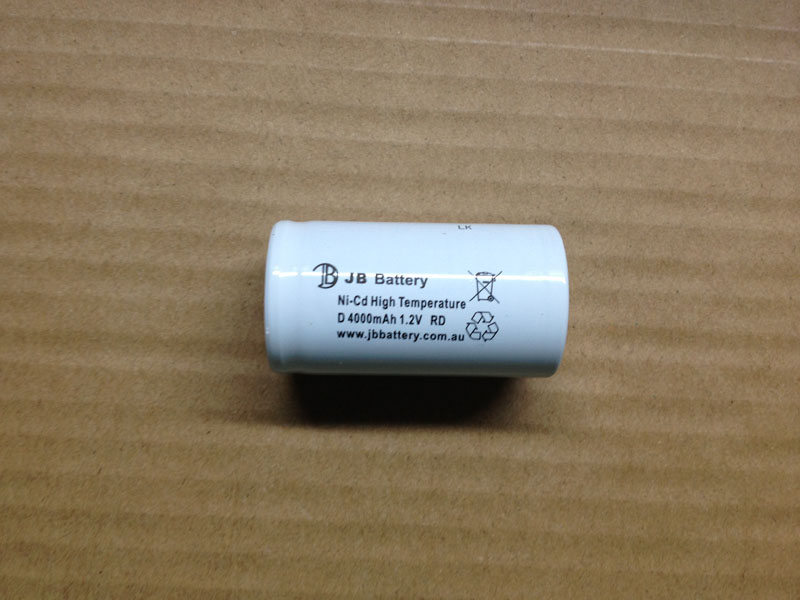 LK
JB Battery
Ni-Cd High Temperature
D 4000mAh 1.2V RD
www.jbbattery.com.au